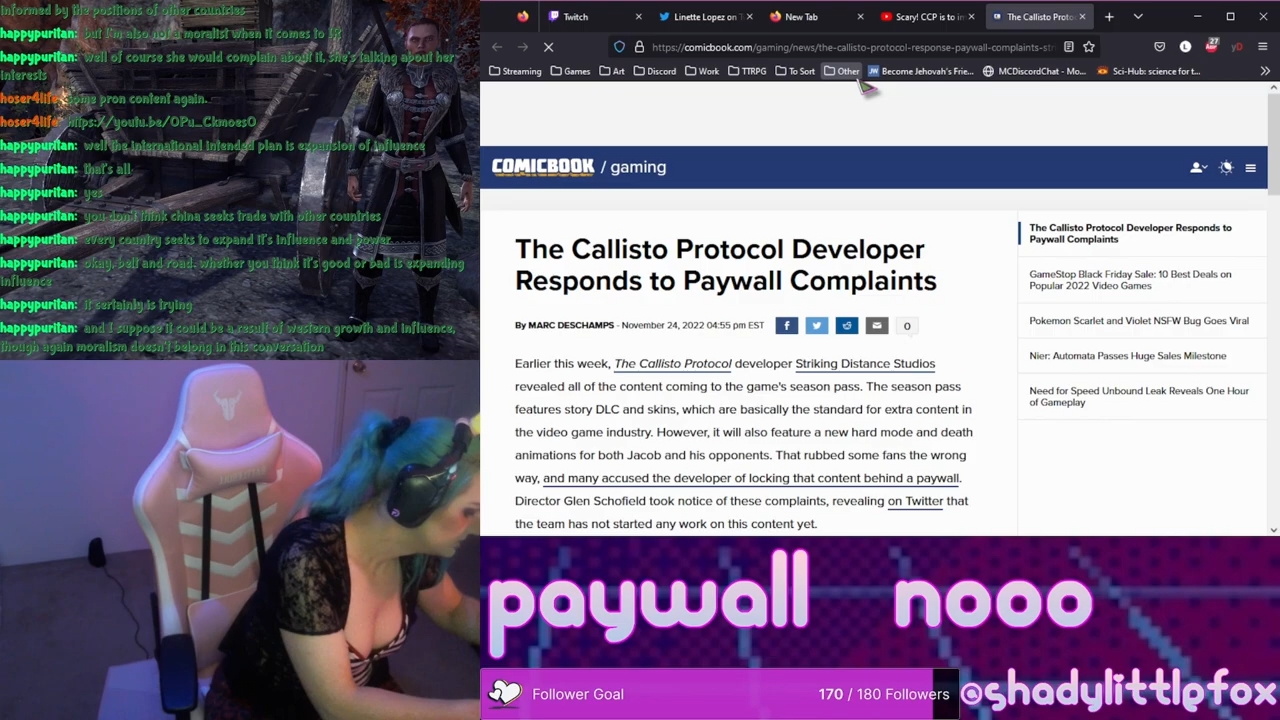 informed by the positions of other countries
happypuritan: but I'm also not a moralist when it comes to IR
happypuritan: well of course she would complain about it, she's talking about her
interests
hoser4life: some pron content again.
hoser4life: https://youtu.be/OPu_CkmoesO
happypuritan: well the international intended plan is expansion of influence
happypuritan: that's all
happypuritan: yes
happypuritan: you don't think china seeks trade with other countries
happypuritan: every country seeks to expand it's influence and power
happypuritan: okay, belt and road. whether you think it's good or bad is expanding
influence
happypuritan: it certainly is trying
happypuritan: and I suppose it could be a result of western growth and influence,
though again moralism doesn't belong in this conversation
Twitch
Linette Lopez on T
New Tab
Scary! CCP is to in
The Callisto Protoc
https://comicbook.com/gaming/news/the-callisto-protocol-response-paywall-complaints-str
27
Streaming
Games
Art
Discord
Work
TTRPG
To Sort
Other
JW
Become Jehovah's Frie...
MCDiscordChat - Mo...
Sci-Hub: science for t...
COMICBOOK / gaming
The Callisto Protocol Developer
Responds to Paywall Complaints
By MARC DESCHAMPS - November 24, 2022 04:55 pm EST
0
Earlier this week, The Callisto Protocol developer Striking Distance Studios
revealed all of the content coming to the game's season pass. The season pass
features story DLC and skins, which are basically the standard for extra content in
the video game industry. However, it will also feature a new hard mode and death
animations for both Jacob and his opponents. That rubbed some fans the wrong
way, and many accused the developer of locking that content behind a paywall.
Director Glen Schofield took notice of these complaints, revealing on Twitter that
the team has not started any work on this content yet.
The Callisto Protocol Developer Responds to
Paywall Complaints
GameStop Black Friday Sale: 10 Best Deals on
Popular 2022 Video Games
Pokemon Scarlet and Violet NSFW Bug Goes Viral
Nier: Automata Passes Huge Sales Milestone
Need for Speed Unbound Leak Reveals One Hour
of Gameplay
paywall nooo
Follower Goal
170 / 180 Followers
@shadylittlefox